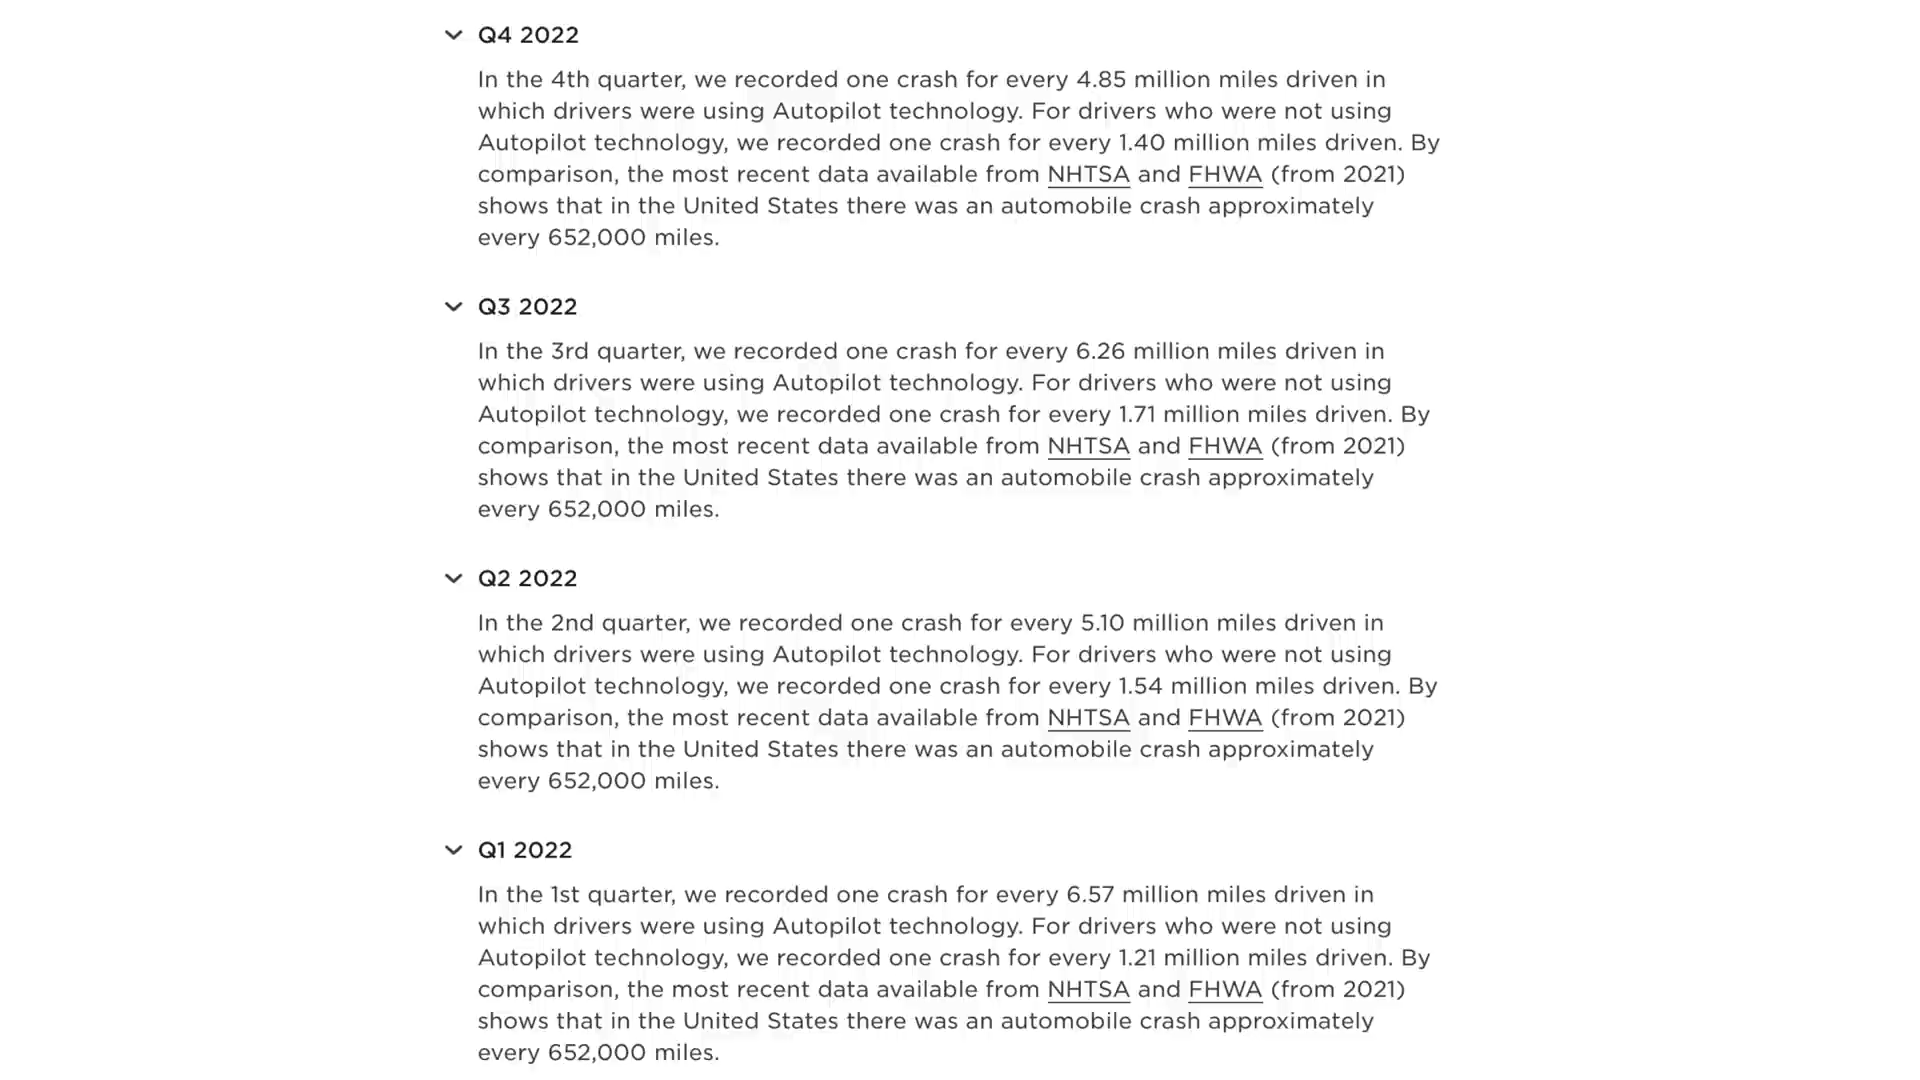 Q4 2022
In the 4th quarter, we recorded one crash for every 4.85 million miles driven in
which drivers were using Autopilot technology. For drivers who were not using
Autopilot technology, we recorded one crash for every 1.40 million miles driven. By
comparison, the most recent data available from NHTSA and FHWA (from 2021)
shows that in the United States there was an automobile crash approximately
every 652,000 miles.
Q3 2022
In the 3rd quarter, we recorded one crash for every 6.26 million miles driven in
which drivers were using Autopilot technology. For drivers who were not using
Autopilot technology, we recorded one crash for every 1.71 million miles driven. By
comparison, the most recent data available from NHTSA and FHWA (from 2021)
shows that in the United States there was an automobile crash approximately
every 652,000 miles.
Q2 2022
In the 2nd quarter, we recorded one crash for every 5.10 million miles driven in
which drivers were using Autopilot technology. For drivers who were not using
Autopilot technology, we recorded one crash for every 1.54 million miles driven. By
comparison, the most recent data available from NHTSA and FHWA (from 2021)
shows that in the United States there was an automobile crash approximately
every 652,000 miles.
Q1 2022
In the 1st quarter, we recorded one crash for every 6.57 million miles driven in
which drivers were using Autopilot technology. For drivers who were not using
Autopilot technology, we recorded one crash for every 1.21 million miles driven. By
comparison, the most recent data available from NHTSA and FHWA (from 2021)
shows that in the United States there was an automobile crash approximately
every 652,000 miles.